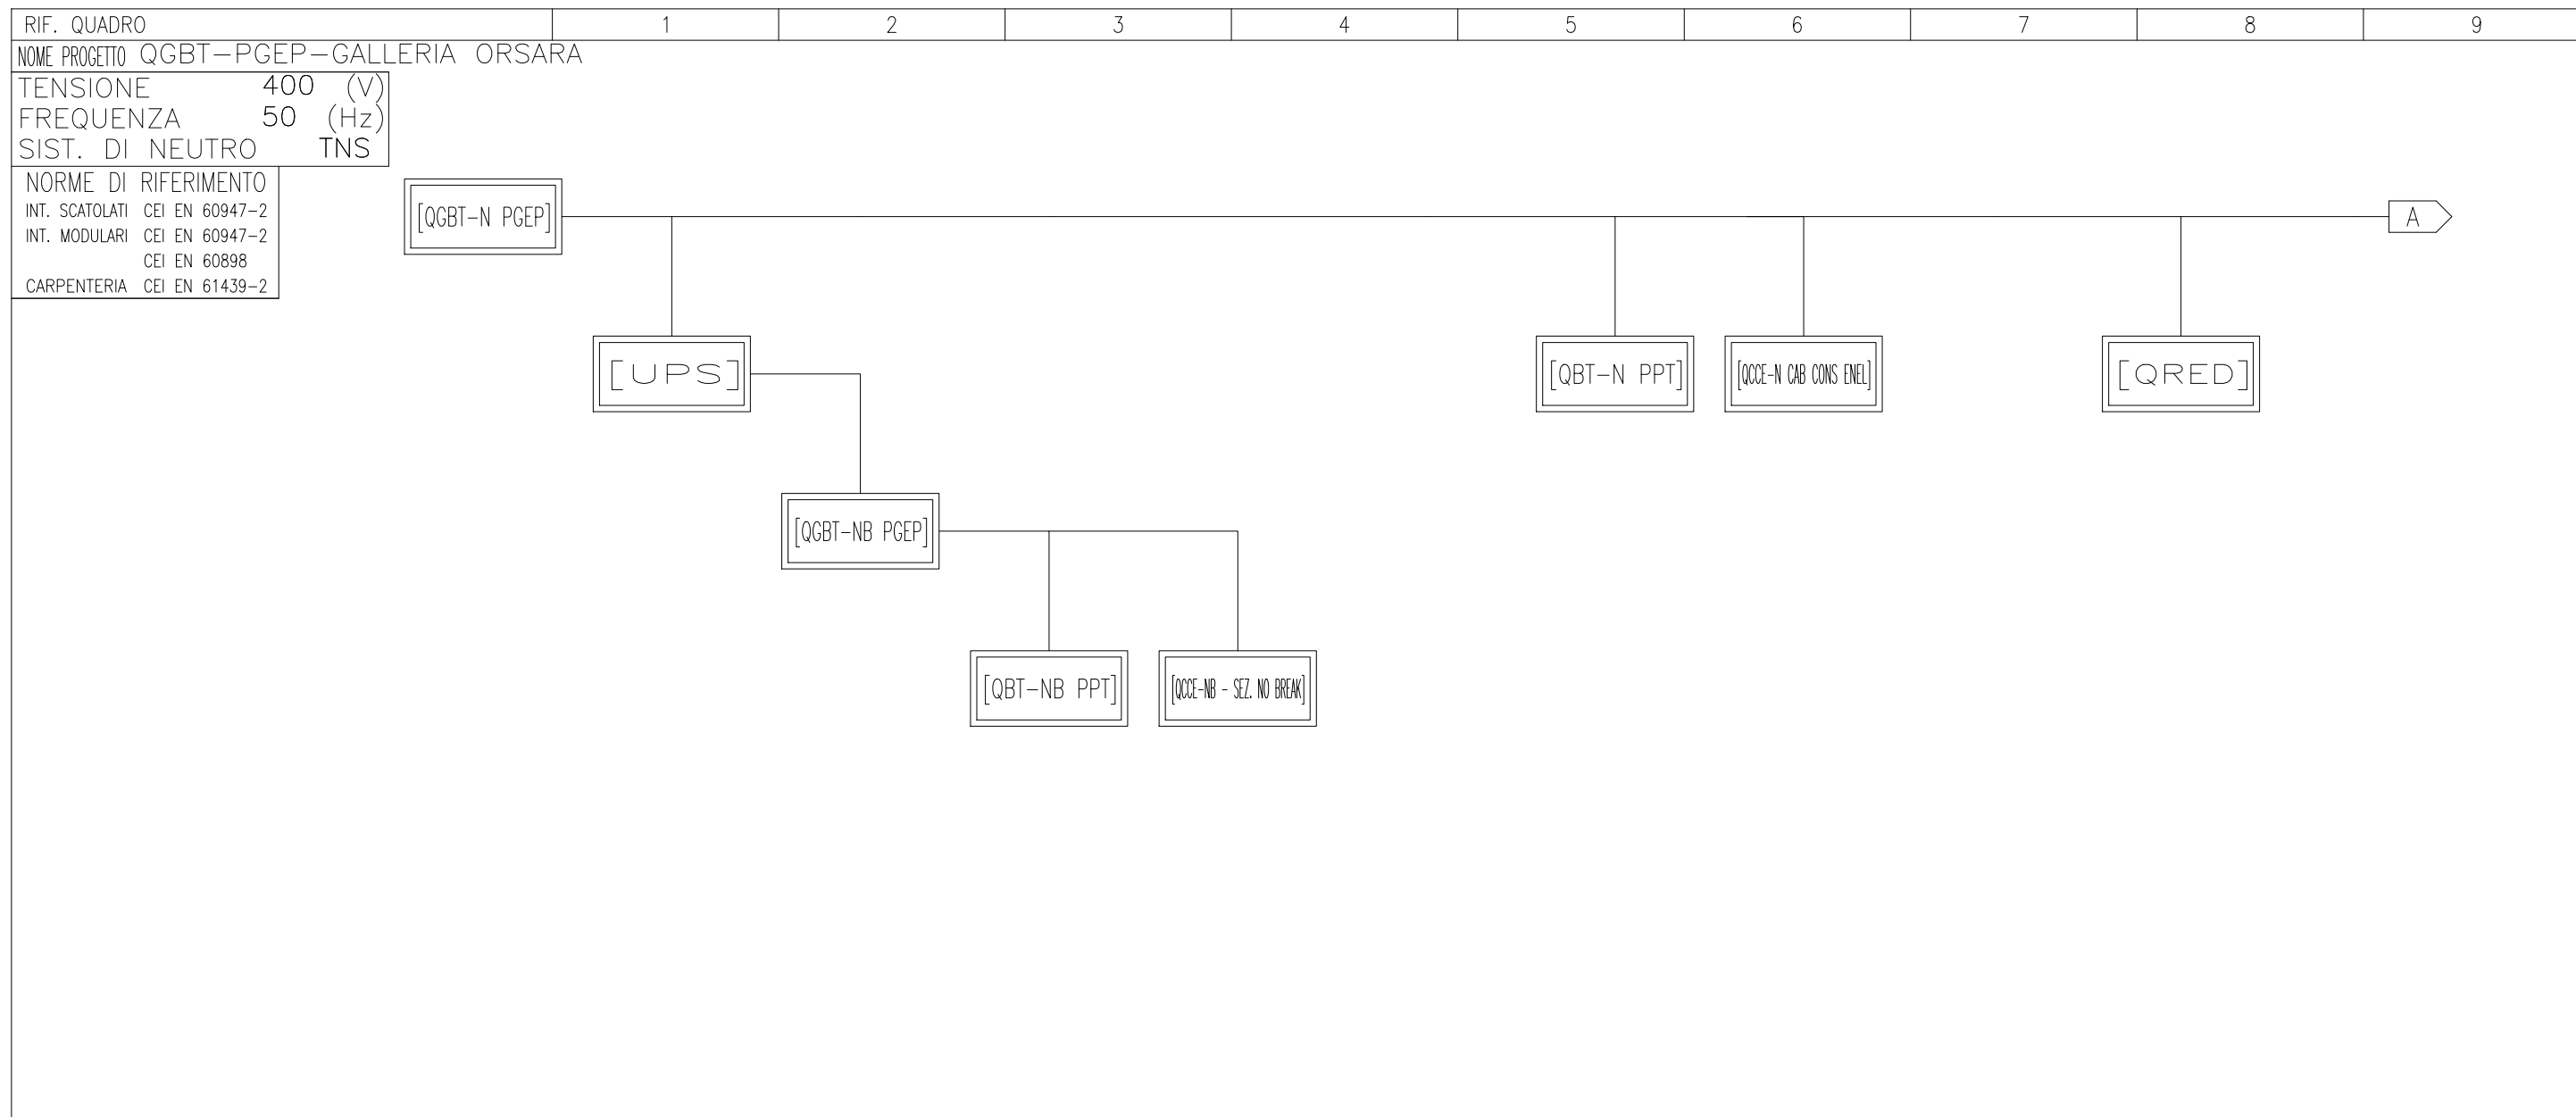 RIF. QUADRO 1 2 3 4 5 6 7 8 9
NOME PROGETTO QGBT-PGEP-GALLERIA ORSARA
TENSIONE 400 (V)
FREQUENZA 50 (Hz)
SIST. DI NEUTRO TNS
NORME DI RIFERIMENTO
INT. SCATOLATI CEI EN 60947-2
INT. MODULARI CEI EN 60947-2
CEI EN 60898
CARPENTERIA CEI EN 61439-2
[QGBT-N PGEP]
A
[UPS]
[QBT-N PPT]
[QCCE-N CAB CONS ENEL]
[QRED]
[QGBT-NB PGEP]
[QBT-NB PPT]
[QCCE-NB - SEZ. NO BREAK]